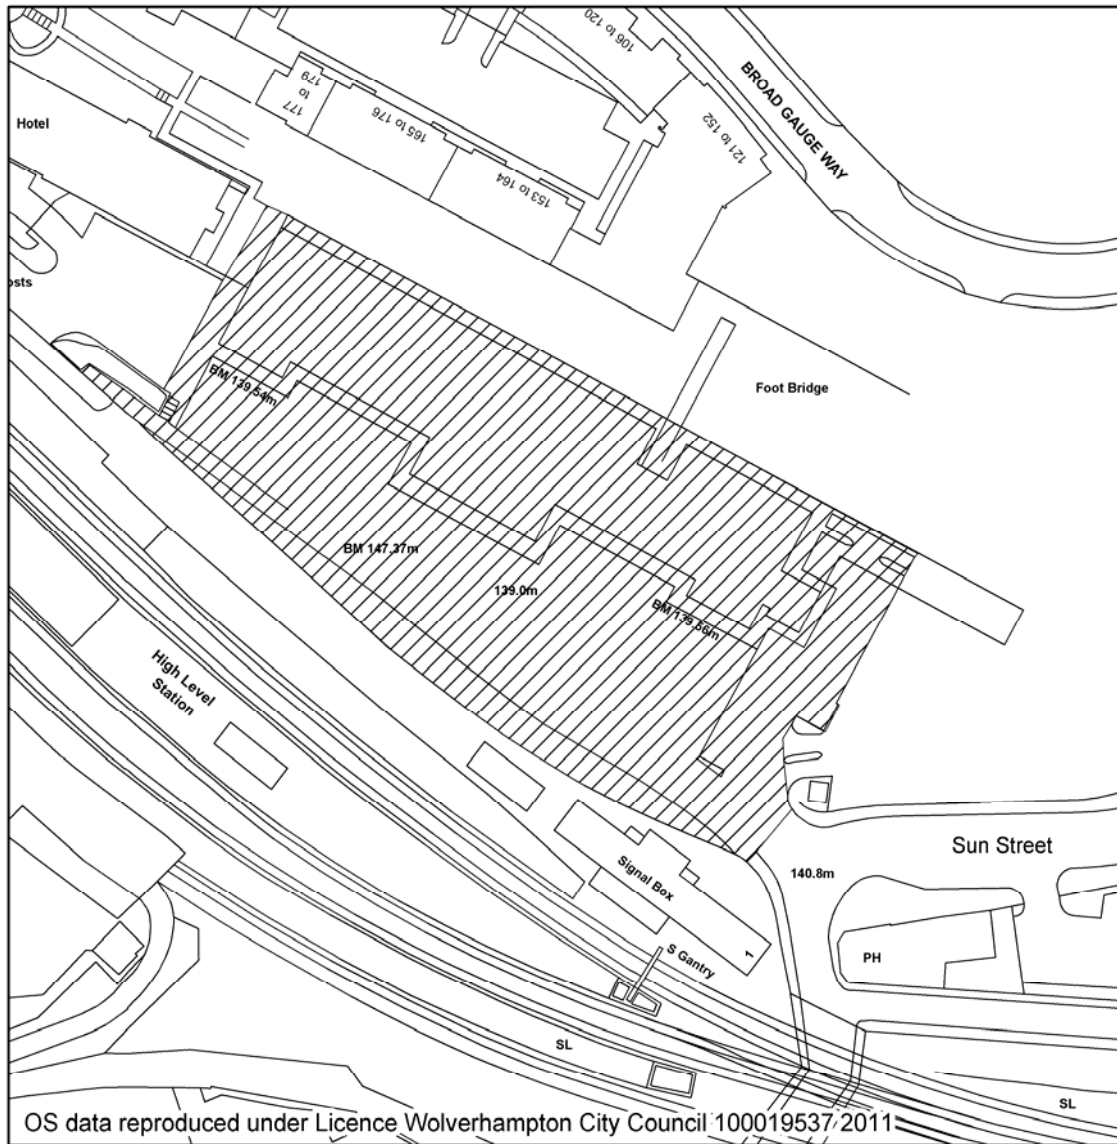 106 to 120
BROAD GAUGE WAY
Hotel
177
to
179
165 to 176
121 to 152
153 to 164
osts
Foot Bridge
BM 139.54m
BM 147.37m
139.0m
BM 139.56m
High Level
Station
Sun Street
Signal Box
140.8m
1
PH
S Gantry
SL
SL
OS data reproduced under Licence Wolverhampton City Council 100019537 2011